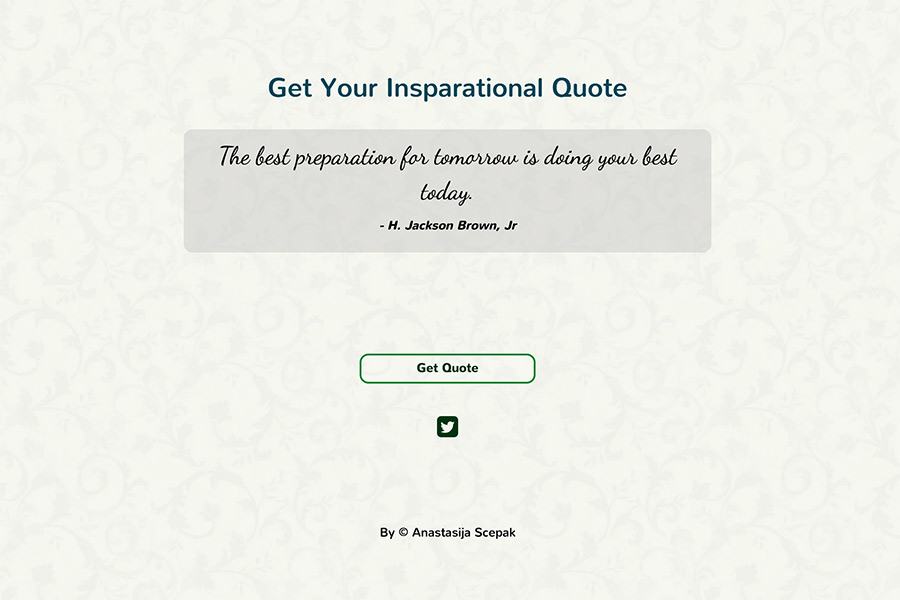 Get Your Insparational Quote
The best preparation for tomorrow is doing your best
today.
- H. Jackson Brown, Jr
Get Quote
By © Anastasija Scepak